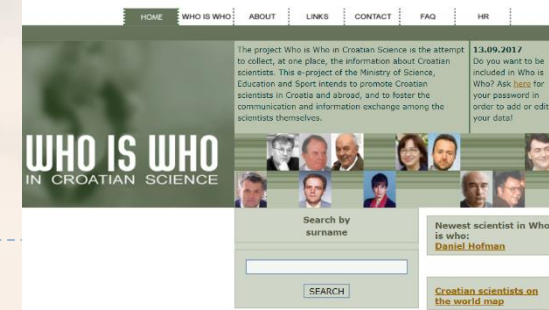 HOME WHO IS WHO ABOUT LINKS CONTACT FAQ HR
WHO IS WHO
IN CROATIAN SCIENCE
The project Who is Who in Croatian Science is the attempt
to collect, at one place, the information about Croatian
scientists. This e-project of the Ministry of Science,
Education and Sport intends to promote Croatian
scientists in Croatia and abroad, and to foster the
communication and information exchange among the
scientists themselves.
13.09.2017
Do you want to be
included in Who is
Who? Ask here for
your password in
order to add or edit
your data!
Search by
surname
SEARCH
Newest scientist in Who
is who:
Daniel Hofman
Croatian scientists on
the world map